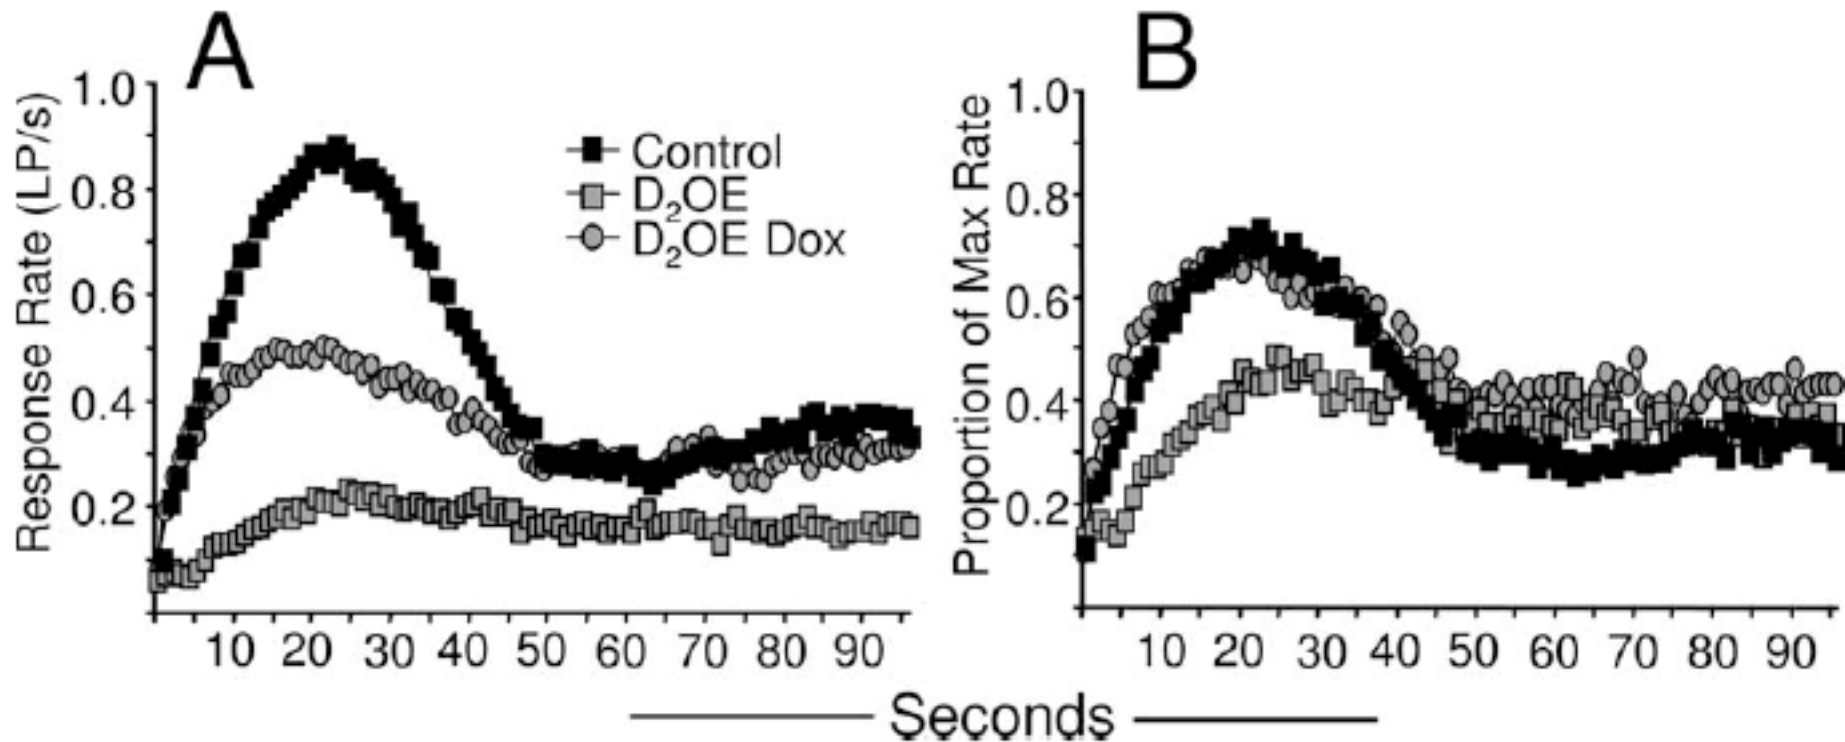 A
B
Response Rate (LP/s)
1.0
0.8
0.6
0.4
0.2
Control
D₂OE
D₂OE Dox
10 20 30 40 50 60 70 80 90
Proportion of Max Rate
1.0
0.8
0.6
0.4
0.2
10 20 30 40 50 60 70 80 90
Seconds